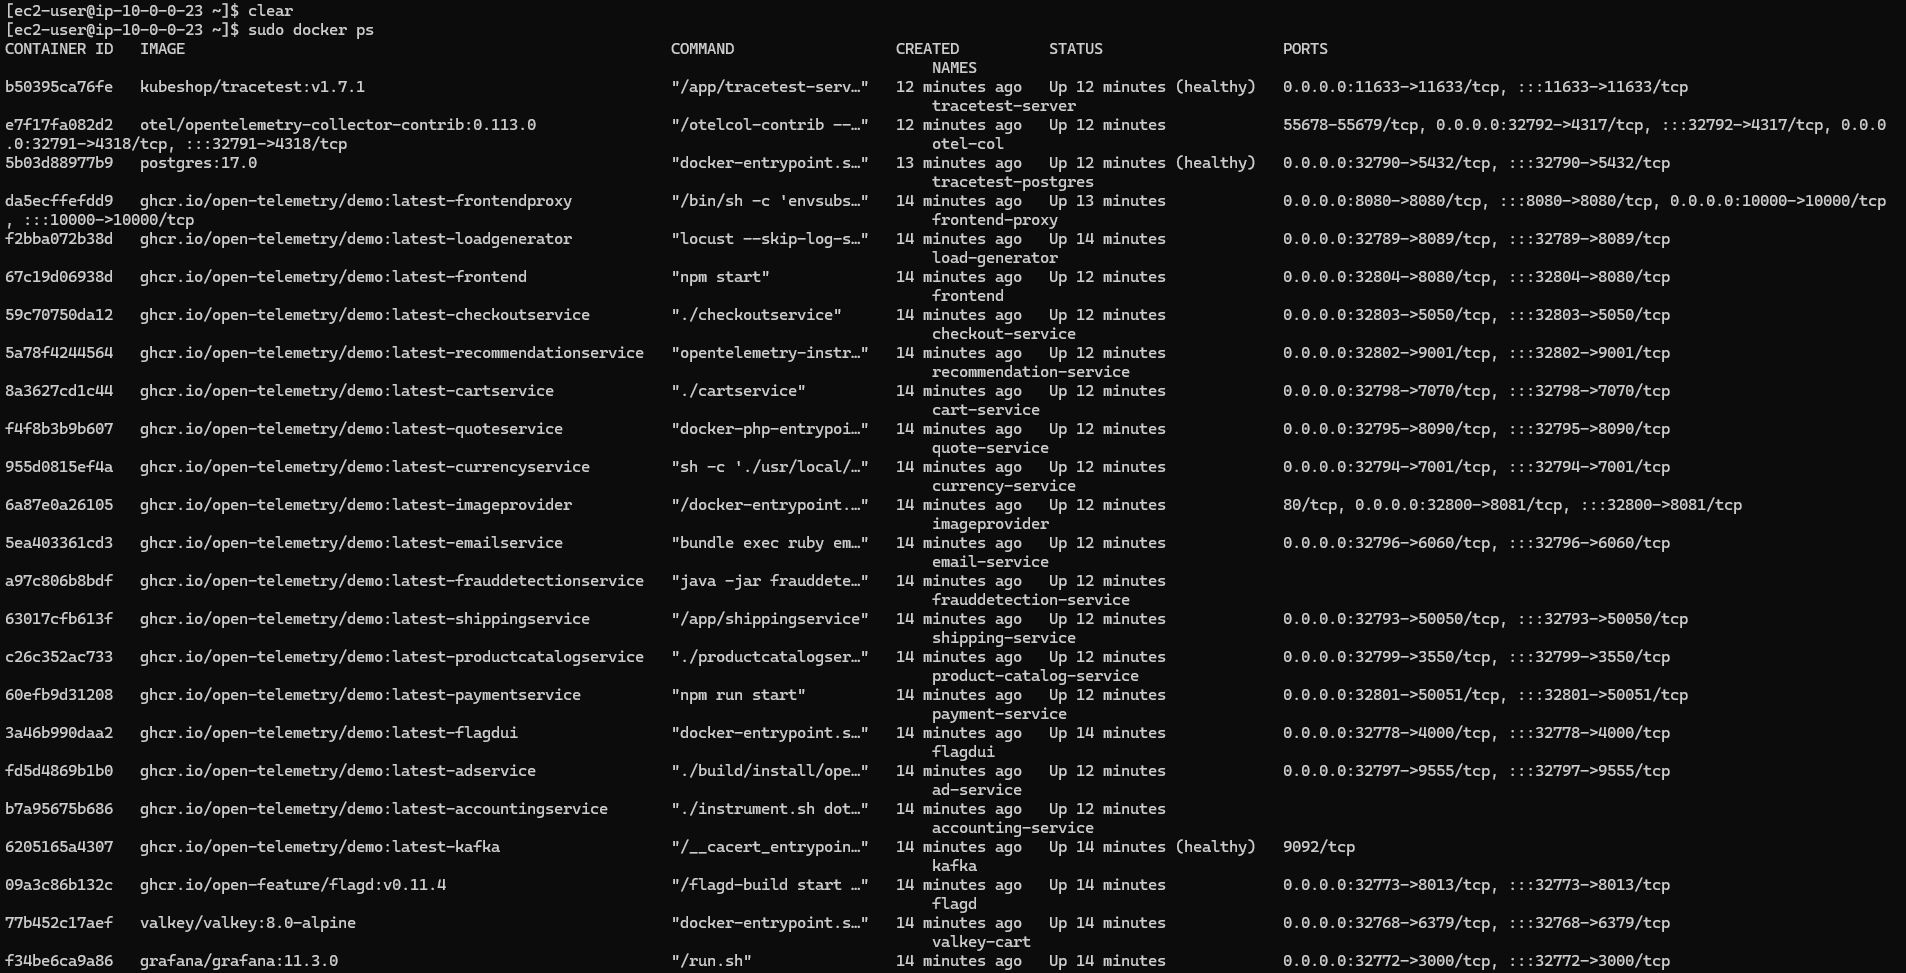 [ec2-user@ip-10-0-0-23 ~]$ clear
[ec2-user@ip-10-0-0-23 ~]$ sudo docker ps
CONTAINER ID   IMAGE   COMMAND   CREATED   STATUS   PORTS
NAMES
b50395ca76fe   kubeshop/tracetest:v1.7.1   "/app/tracetest-serv…"   12 minutes ago   Up 12 minutes (healthy)   0.0.0.0:11633->11633/tcp, :::11633->11633/tcp
tracetest-server
e7f17fa082d2   otel/opentelemetry-collector-contrib:0.113.0   "/otelcol-contrib --…"   12 minutes ago   Up 12 minutes   55678-55679/tcp, 0.0.0.0:32792->4317/tcp, :::32792->4317/tcp, 0.0.0
.0:32791->4318/tcp, :::32791->4318/tcp   otel-col
5b03d88977b9   postgres:17.0   "docker-entrypoint.s…"   13 minutes ago   Up 12 minutes (healthy)   0.0.0.0:32790->5432/tcp, :::32790->5432/tcp
tracetest-postgres
da5ecffefdd9   ghcr.io/open-telemetry/demo:latest-frontendproxy   "/bin/sh -c 'envsubs…"   14 minutes ago   Up 13 minutes   0.0.0.0:8080->8080/tcp, :::8080->8080/tcp, 0.0.0.0:10000->10000/tcp
, :::10000->10000/tcp   frontend-proxy
f2bba072b38d   ghcr.io/open-telemetry/demo:latest-loadgenerator   "locust --skip-log-s…"   14 minutes ago   Up 14 minutes   0.0.0.0:32789->8089/tcp, :::32789->8089/tcp
load-generator
67c19d06938d   ghcr.io/open-telemetry/demo:latest-frontend   "npm start"   14 minutes ago   Up 12 minutes   0.0.0.0:32804->8080/tcp, :::32804->8080/tcp
frontend
59c70750da12   ghcr.io/open-telemetry/demo:latest-checkoutservice   "./checkoutservice"   14 minutes ago   Up 12 minutes   0.0.0.0:32803->5050/tcp, :::32803->5050/tcp
checkout-service
5a78f4244564   ghcr.io/open-telemetry/demo:latest-recommendationservice   "opentelemetry-instr…"   14 minutes ago   Up 12 minutes   0.0.0.0:32802->9001/tcp, :::32802->9001/tcp
recommendation-service
8a3627cd1c44   ghcr.io/open-telemetry/demo:latest-cartservice   "./cartservice"   14 minutes ago   Up 12 minutes   0.0.0.0:32798->7070/tcp, :::32798->7070/tcp
cart-service
f4f8b3b9b607   ghcr.io/open-telemetry/demo:latest-quoteservice   "docker-php-entrypoi…"   14 minutes ago   Up 12 minutes   0.0.0.0:32795->8090/tcp, :::32795->8090/tcp
quote-service
955d0815ef4a   ghcr.io/open-telemetry/demo:latest-currencyservice   "sh -c './usr/local/…"   14 minutes ago   Up 12 minutes   0.0.0.0:32794->7001/tcp, :::32794->7001/tcp
currency-service
6a87e0a26105   ghcr.io/open-telemetry/demo:latest-imageprovider   "/docker-entrypoint.…"   14 minutes ago   Up 12 minutes   80/tcp, 0.0.0.0:32800->8081/tcp, :::32800->8081/tcp
imageprovider
5ea403361cd3   ghcr.io/open-telemetry/demo:latest-emailservice   "bundle exec ruby em…"   14 minutes ago   Up 12 minutes   0.0.0.0:32796->6060/tcp, :::32796->6060/tcp
email-service
a97c806b8bdf   ghcr.io/open-telemetry/demo:latest-frauddetectionservice   "java -jar frauddete…"   14 minutes ago   Up 12 minutes
frauddetection-service
63017cfb613f   ghcr.io/open-telemetry/demo:latest-shippingservice   "/app/shippingservice"   14 minutes ago   Up 12 minutes   0.0.0.0:32793->50050/tcp, :::32793->50050/tcp
shipping-service
c26c352ac733   ghcr.io/open-telemetry/demo:latest-productcatalogservice   "./productcatalogser…"   14 minutes ago   Up 12 minutes   0.0.0.0:32799->3550/tcp, :::32799->3550/tcp
product-catalog-service
60efb9d31208   ghcr.io/open-telemetry/demo:latest-paymentservice   "npm run start"   14 minutes ago   Up 12 minutes   0.0.0.0:32801->50051/tcp, :::32801->50051/tcp
payment-service
3a46b990daa2   ghcr.io/open-telemetry/demo:latest-flagdui   "docker-entrypoint.s…"   14 minutes ago   Up 14 minutes   0.0.0.0:32778->4000/tcp, :::32778->4000/tcp
flagdui
fd5d4869b1b0   ghcr.io/open-telemetry/demo:latest-adservice   "./build/install/ope…"   14 minutes ago   Up 12 minutes   0.0.0.0:32797->9555/tcp, :::32797->9555/tcp
ad-service
b7a95675b686   ghcr.io/open-telemetry/demo:latest-accountingservice   "./instrument.sh dot…"   14 minutes ago   Up 12 minutes
accounting-service
6205165a4307   ghcr.io/open-telemetry/demo:latest-kafka   "/__cacert_entrypoin…"   14 minutes ago   Up 14 minutes (healthy)   9092/tcp
kafka
09a3c86b132c   ghcr.io/open-feature/flagd:v0.11.4   "/flagd-build start …"   14 minutes ago   Up 14 minutes   0.0.0.0:32773->8013/tcp, :::32773->8013/tcp
flagd
77b452c17aef   valkey/valkey:8.0-alpine   "docker-entrypoint.s…"   14 minutes ago   Up 14 minutes   0.0.0.0:32768->6379/tcp, :::32768->6379/tcp
valkey-cart
f34be6ca9a86   grafana/grafana:11.3.0   "/run.sh"   14 minutes ago   Up 14 minutes   0.0.0.0:32772->3000/tcp, :::32772->3000/tcp